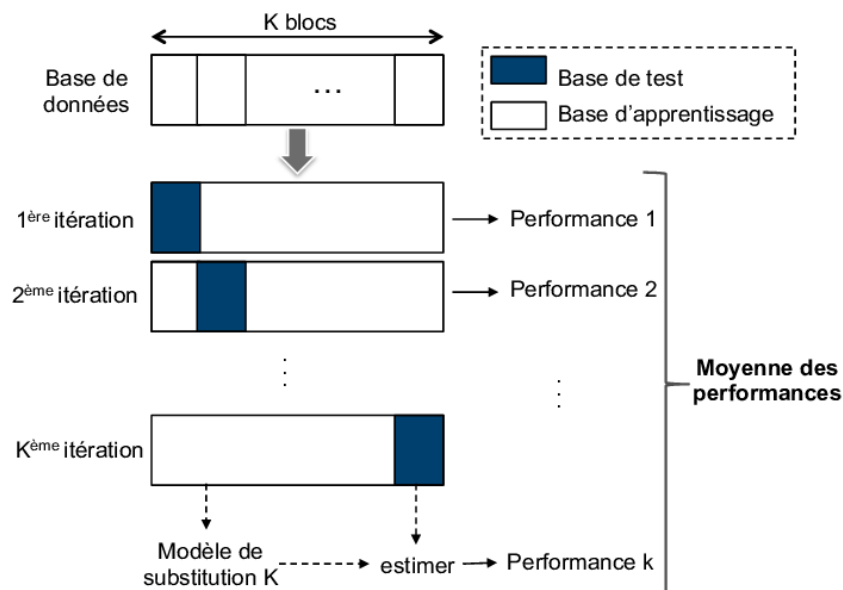 K blocs
Base de
données
...
Base de test
Base d'apprentissage
1ère itération
Performance 1
2ème itération
Performance 2
Moyenne des
performances
Kème itération
Modèle de
substitution K
estimer
Performance k